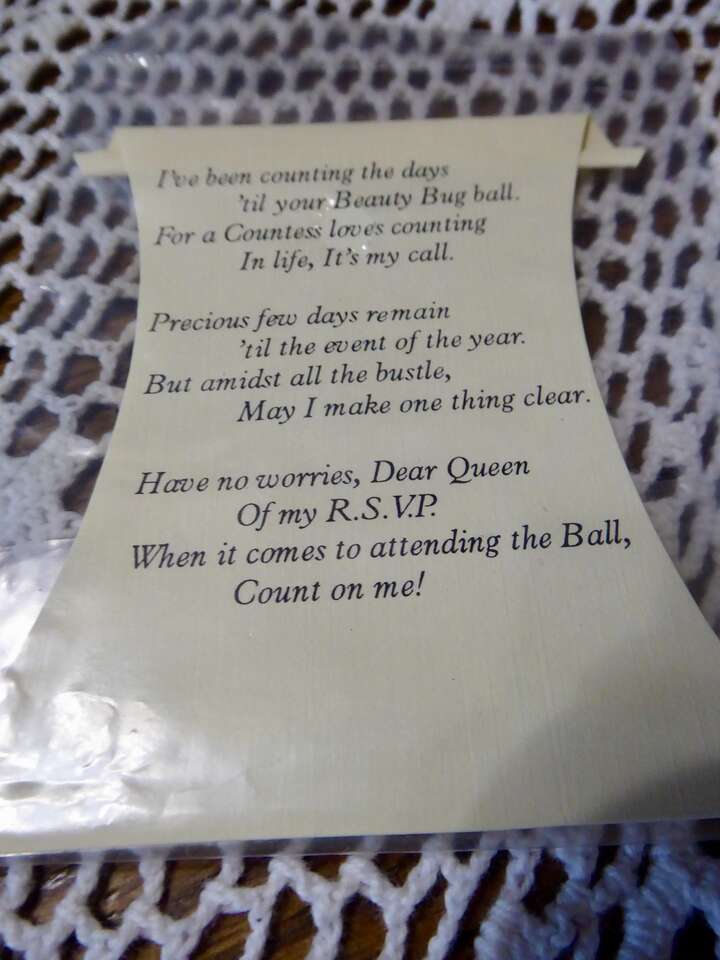 I've been counting the days
'til your Beauty Bug ball.
For a Countess loves counting
In life, It's my call.
Precious few days remain
'til the event of the year.
But amidst all the bustle,
May I make one thing clear.
Have no worries, Dear Queen
Of my R.S.V.P.
When it comes to attending the Ball,
Count on me!